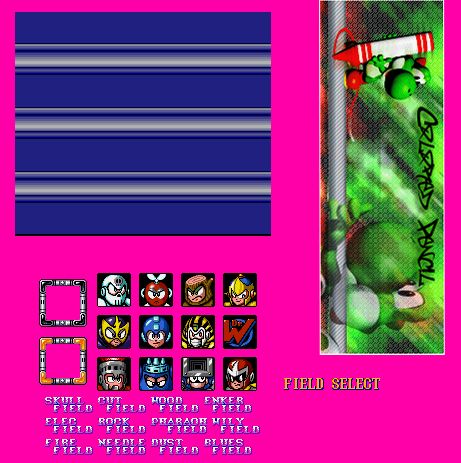 FIELD SELECT
SKULL CUT WOOD ENKER
FIELD FIELD FIELD FIELD
ELEC ROCK PHARAOH WILY
FIELD FIELD FIELD FIELD
FIRE NEEDLE DUST BLUES
FIELD FIELD FIELD FIELD